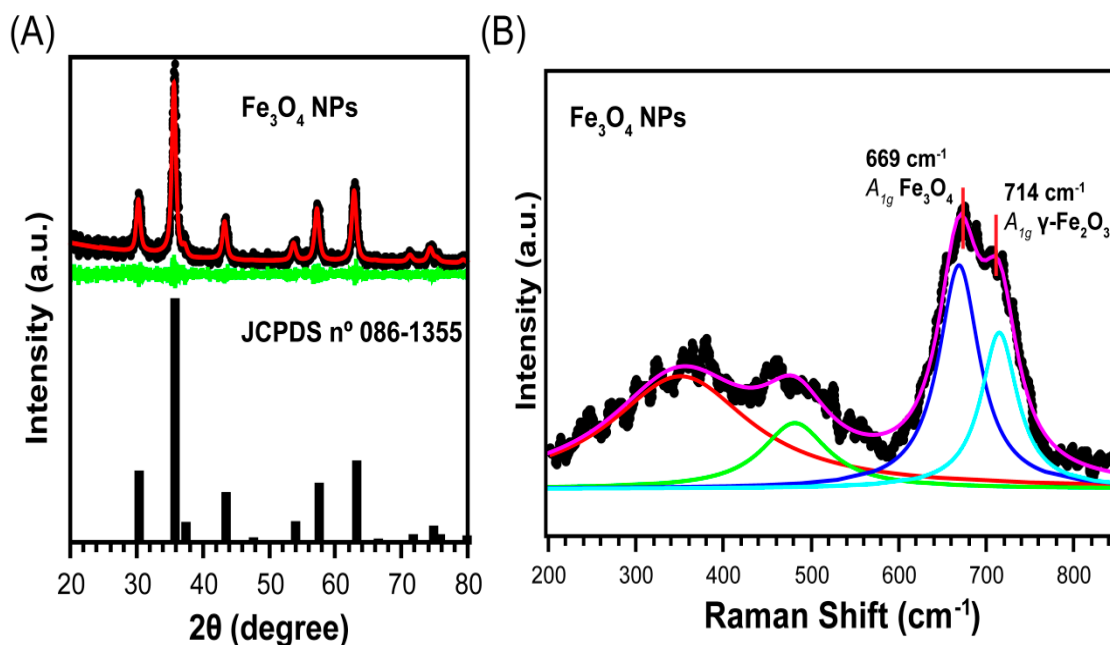 (A)
Fe₃O₄ NPs
JCPDS nº 086-1355
Intensity (a.u.)
20 30 40 50 60 70 80
2θ (degree)
(B)
Fe₃O₄ NPs
669 cm⁻¹
A₁g Fe₃O₄
714 cm⁻¹
A₁g γ-Fe₂O₃
Intensity (a.u.)
200 300 400 500 600 700 800
Raman Shift (cm⁻¹)